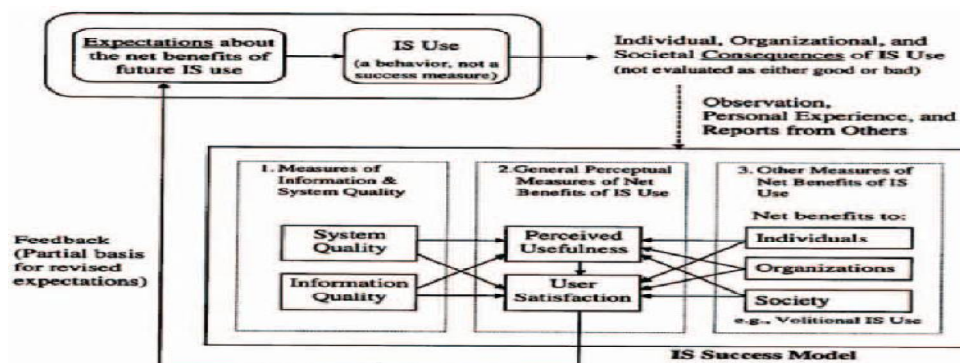 Expectations about
the net benefits of
future IS use
IS Use
(a behavior, not a
success measure)
Individual, Organizational, and
Societal Consequences of IS Use
(not evaluated as either good or bad)
Observation,
Personal Experience, and
Reports from Others
1. Measures of
Information &
System Quality
2. General Perceptual
Measures of Net
Benefits of IS Use
3. Other Measures of
Net Benefits of IS
Use
Net benefits to:
System
Quality
Perceived
Usefulness
Individuals
Feedback
(Partial basis
for revised
expectations)
Information
Quality
User
Satisfaction
Organizations
Society
e.g., Volitional IS Use
IS Success Model